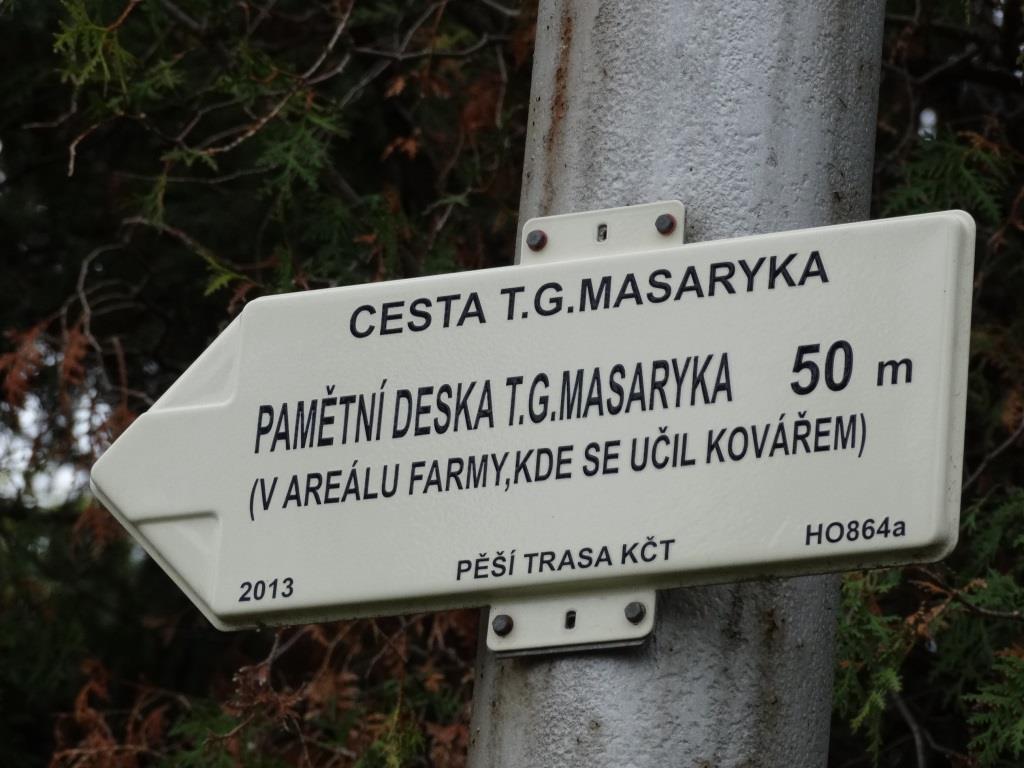 CESTA T.G.MASARYKA
PAMĚTNÍ DESKA T.G.MASARYKA 50 m
(V AREÁLU FARMY,KDE SE UČIL KOVÁŘEM)
2013 PĚŠÍ TRASA KČT HO864a